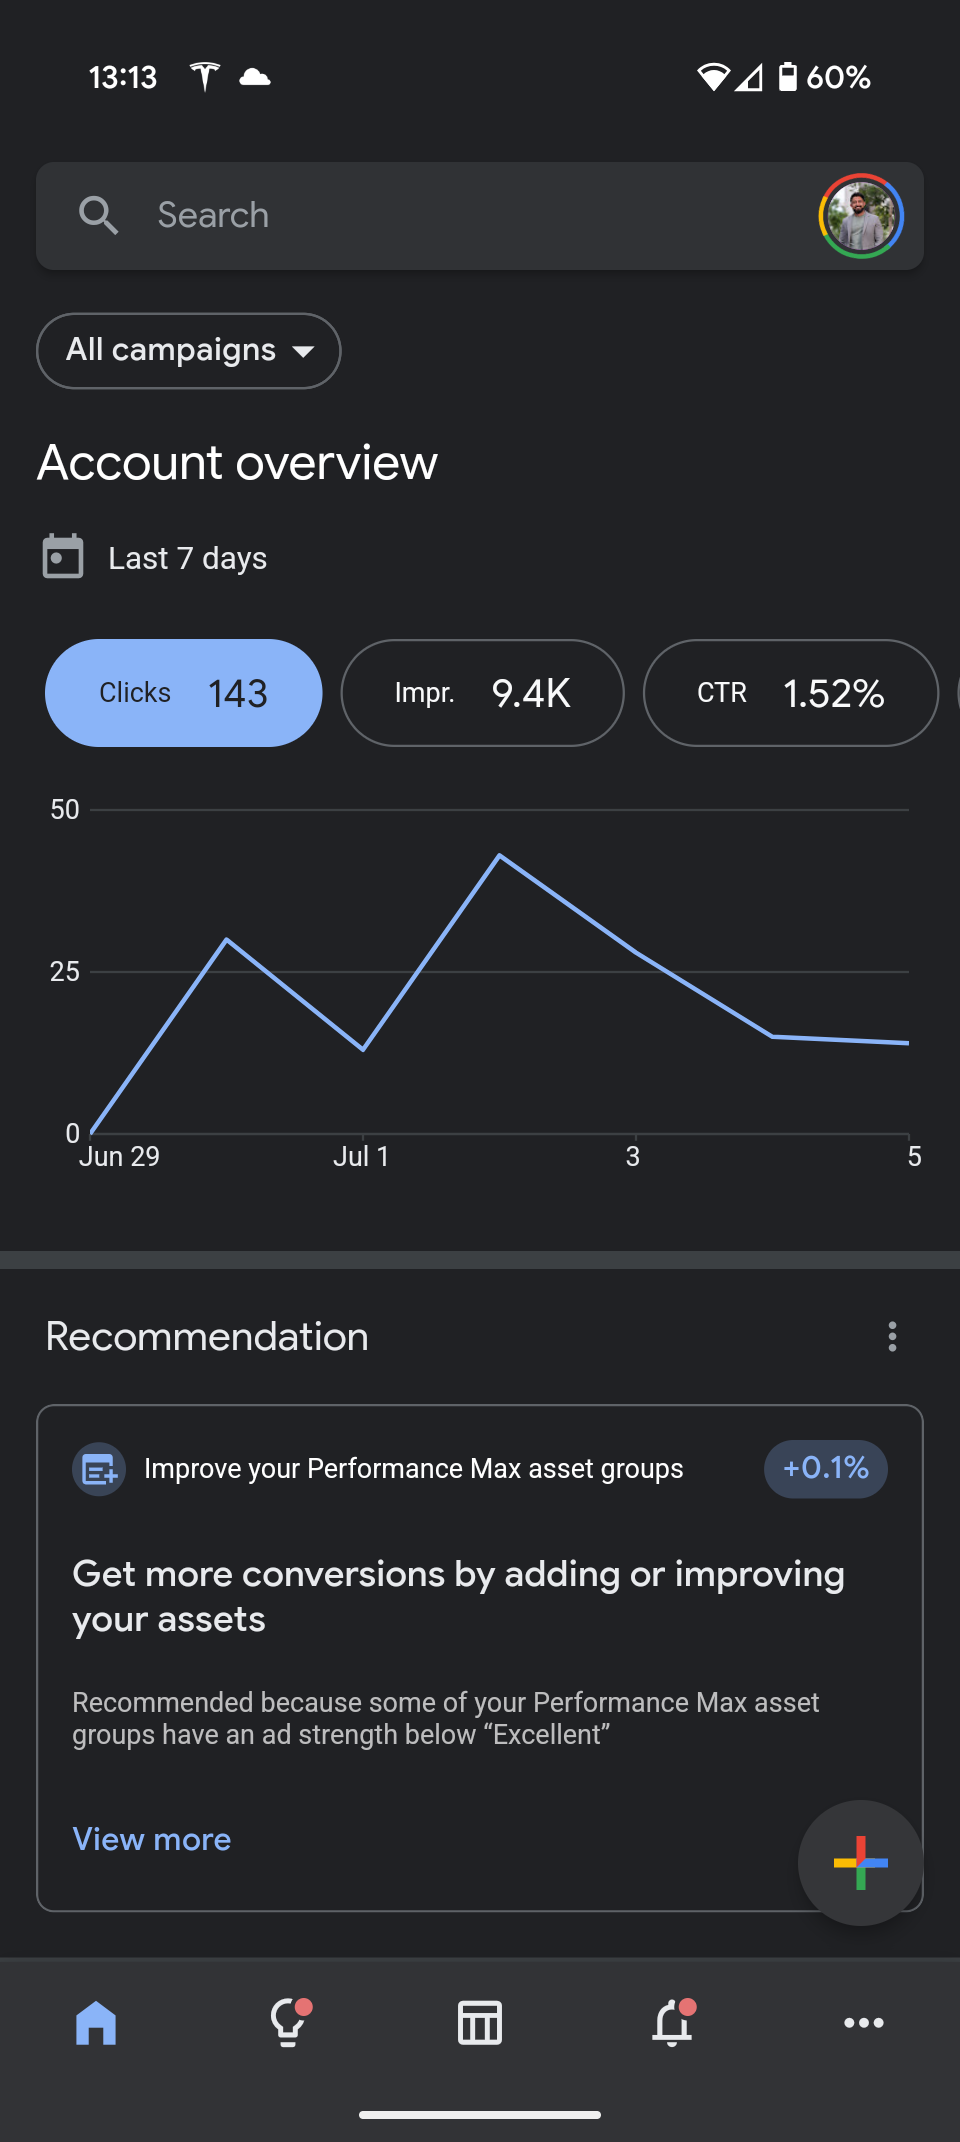 13:13
60%
Search
All campaigns
Account overview
Last 7 days
Clicks 143
Impr. 9.4K
CTR 1.52%
50
25
0
Jun 29 Jul 1 3 5
Recommendation
Improve your Performance Max asset groups +0.1%
Get more conversions by adding or improving
your assets
Recommended because some of your Performance Max asset
groups have an ad strength below “Excellent”
View more